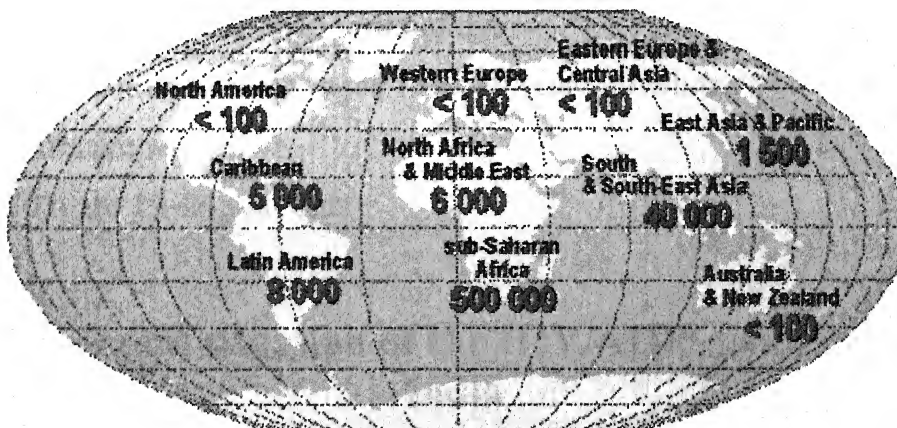 North America
< 100
Western Europe
< 100
Eastern Europe &
Central Asia
< 100
East Asia & Pacific
1 500
Caribbean
5 000
North Africa
& Middle East
6 000
South
& South-East Asia
40 000
Latin America
8 000
sub-Saharan
Africa
500 000
Australia
& New Zealand
< 100